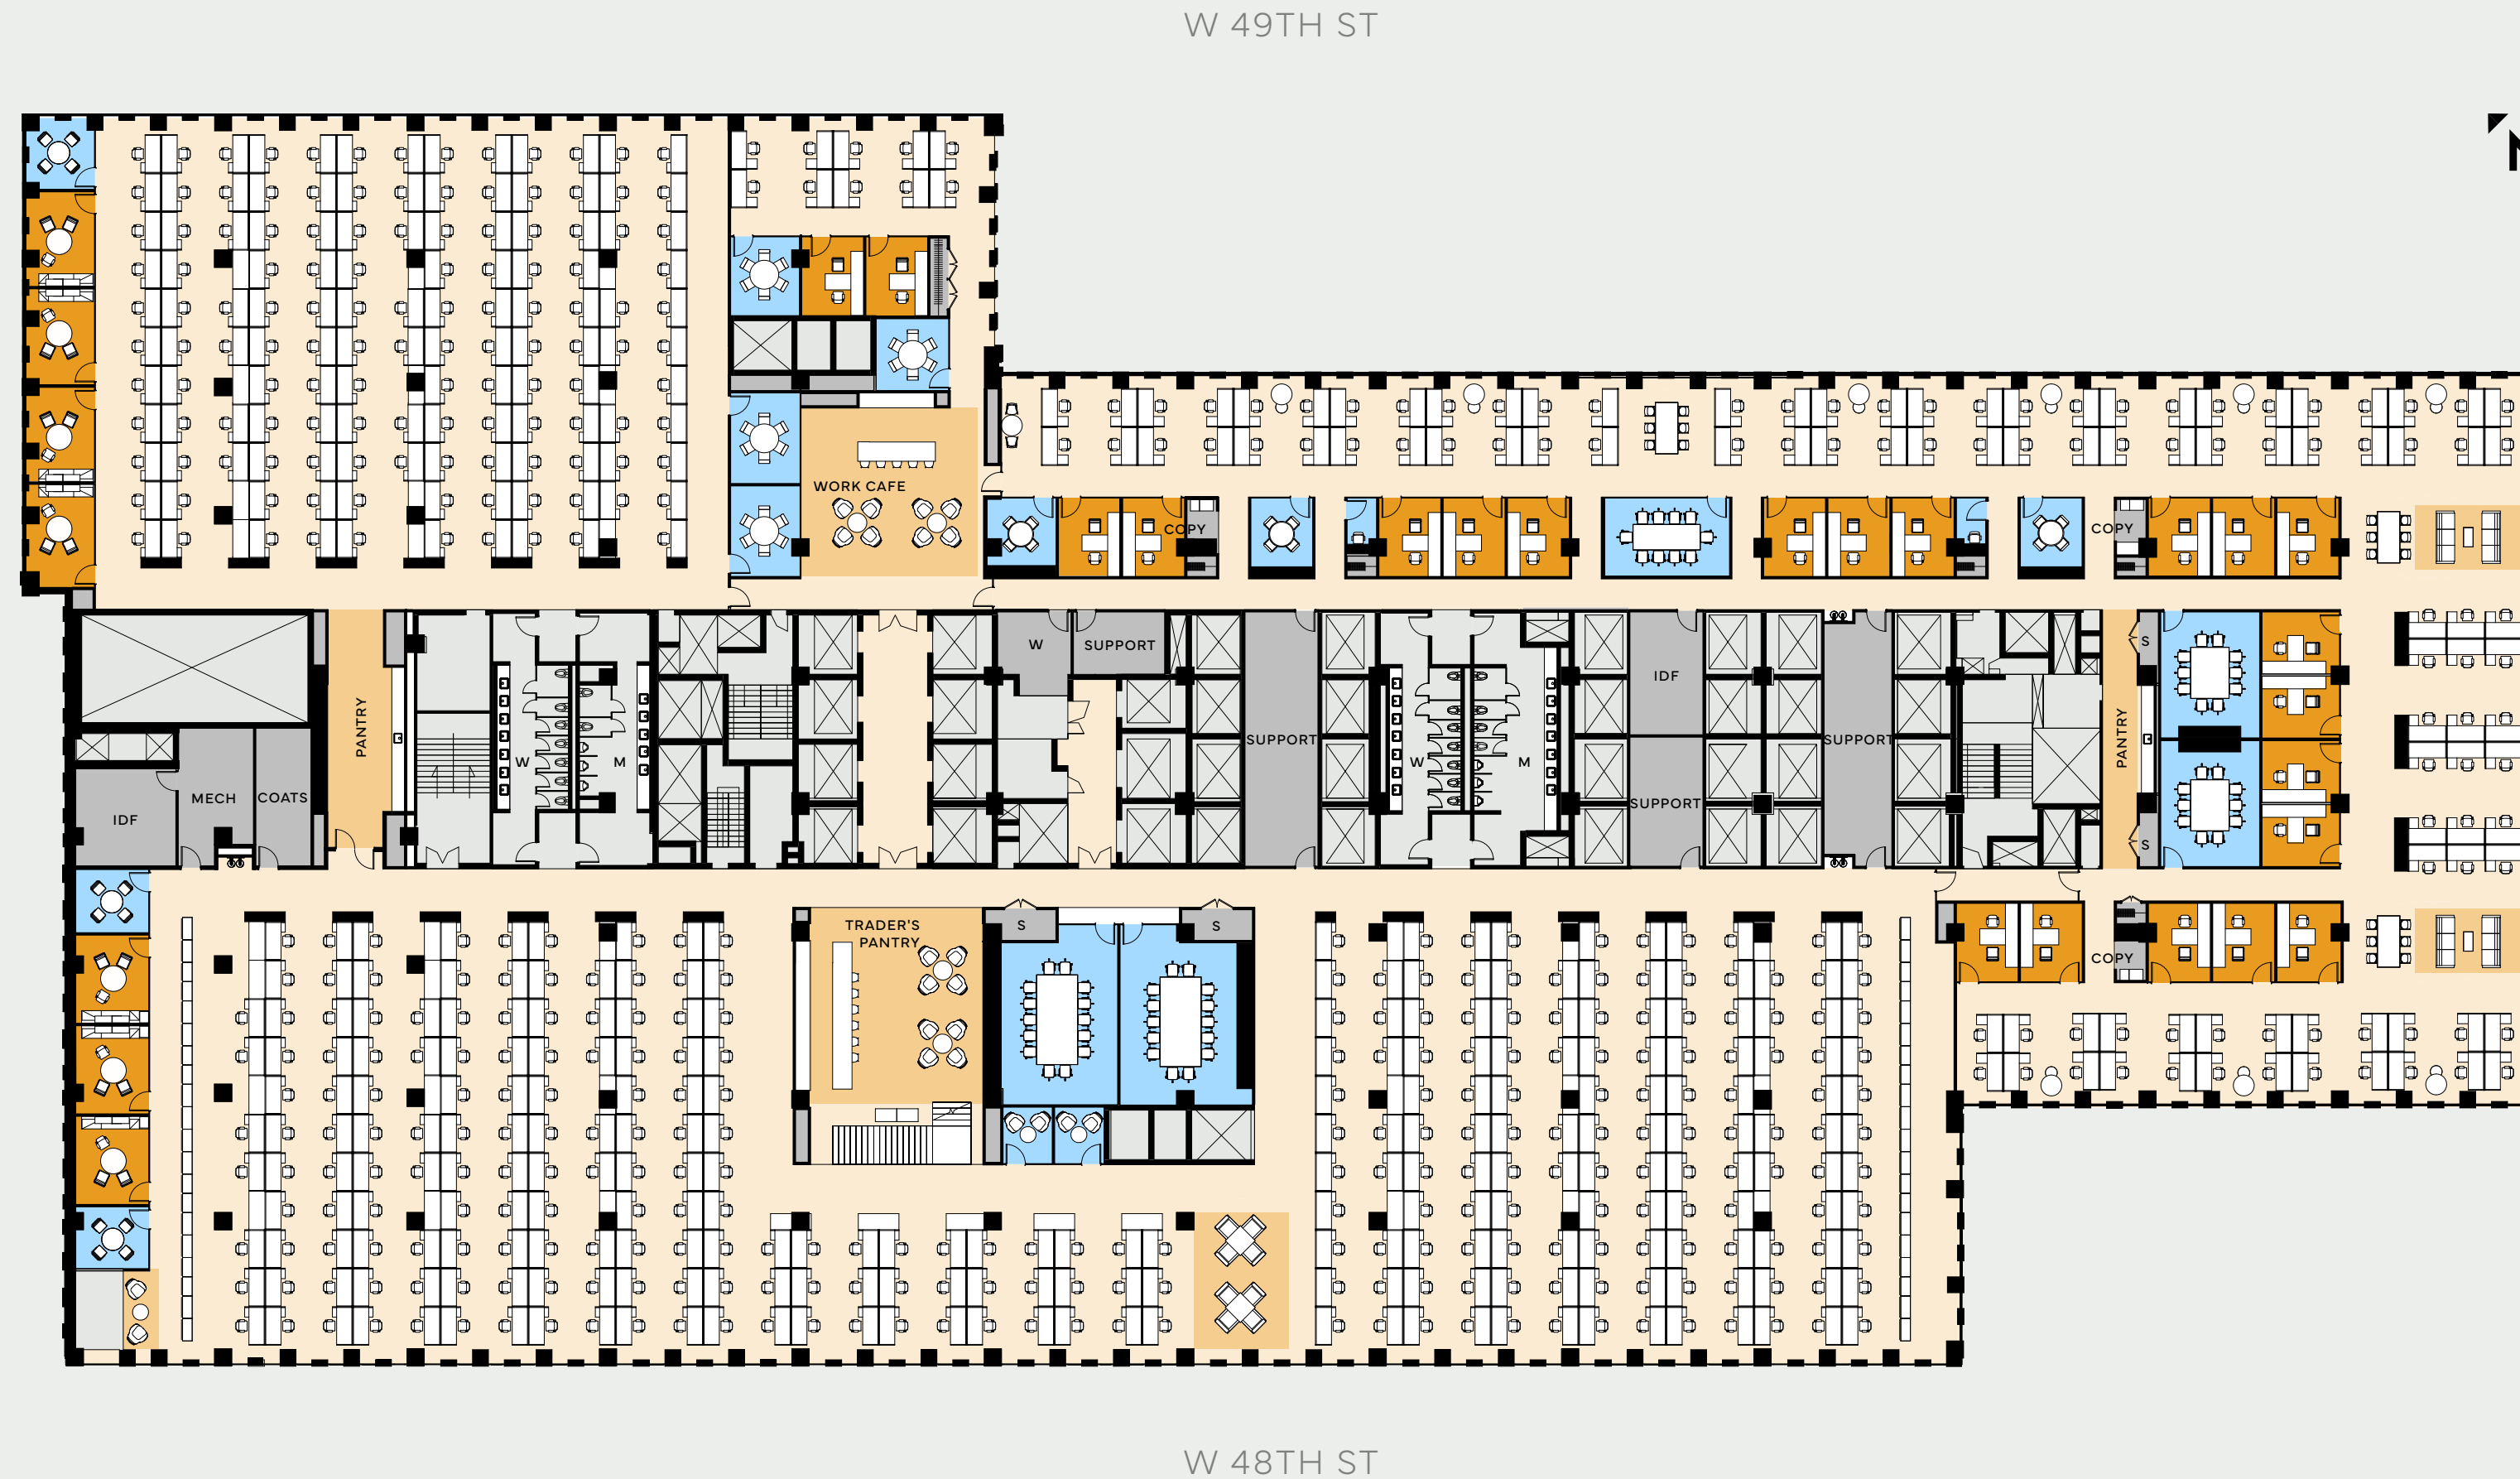 W 49TH ST
WORK CAFE
COPY
COPY
W
SUPPORT
S
IDF
PANTRY
PANTRY
SUPPORT
SUPPORT
W
M
W
M
MECH
COATS
SUPPORT
IDF
S
TRADER'S
PANTRY
S
S
COPY
W 48TH ST